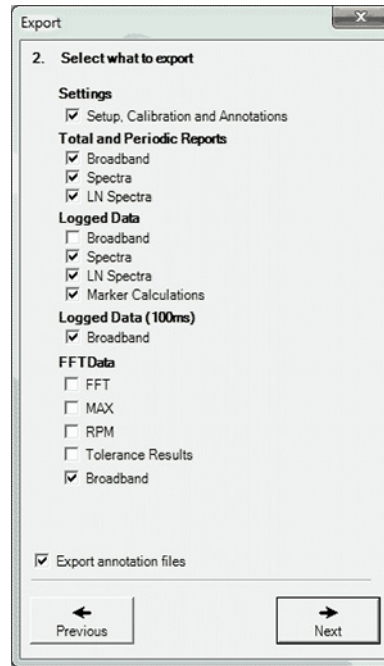 Export
2. Select what to export
Settings
Setup, Calibration and Annotations
Total and Periodic Reports
Broadband
Spectra
LN Spectra
Logged Data
Broadband
Spectra
LN Spectra
Marker Calculations
Logged Data (100ms)
Broadband
FFTData
FFT
MAX
RPM
Tolerance Results
Broadband
Export annotation files
Previous
Next